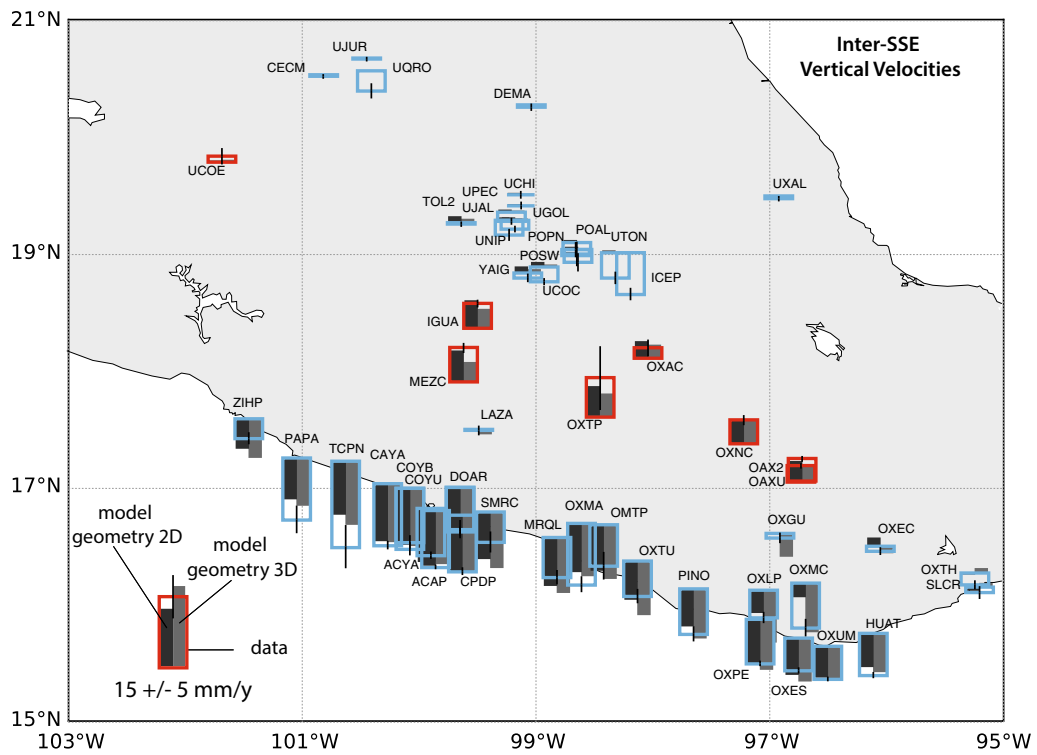 21°N
Inter-SSE
Vertical Velocities
UJUR
CECM
UQRO
DEMA
UCOE
UCHI
UPEC
UXAL
TOL2
UJAL
UGOL
UNIP
POPN
POAL
UTON
19°N
POSW
YAIG
ICEP
UCOC
IGUA
OXAC
MEZC
ZIHP
LAZA
OXTP
PAPA
TCPN
CAYA
OXNC
COYB
COYU
DOAR
OAX2
OAXU
17°N
SMRC
OXMA
OMTP
MRQL
OXGU
OXEC
model
geometry 2D
model
geometry 3D
ACYA
ACAP
CPDP
OXTU
PINO
OXLP
OXMC
OXTH
SLCR
data
OXUM
HUAT
OXPE
OXES
15 +/- 5 mm/y
15°N
103°W
101°W
99°W
97°W
95°W